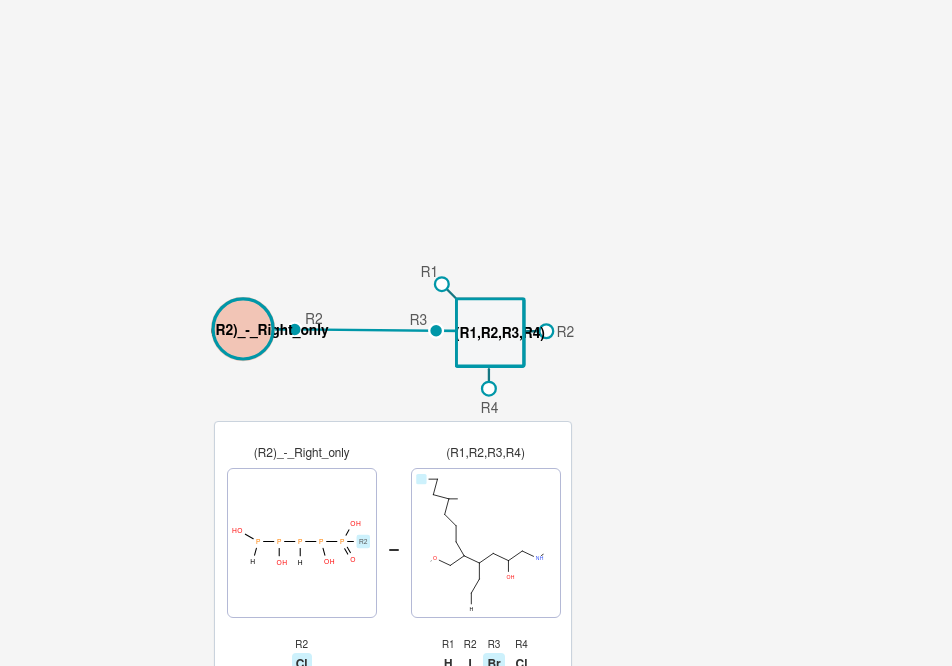 R1
R2
R3
(R2)_-_Right_only
(R1,R2,R3,R4)
R2
R4
(R2)_-_Right_only
(R1,R2,R3,R4)
HO
P
P
P
P
P
R2
OH
O
H
OH
H
OH
O
NH
OH
H
R2
R1
R2
R3
R4
Cl
H
I
Br
Cl